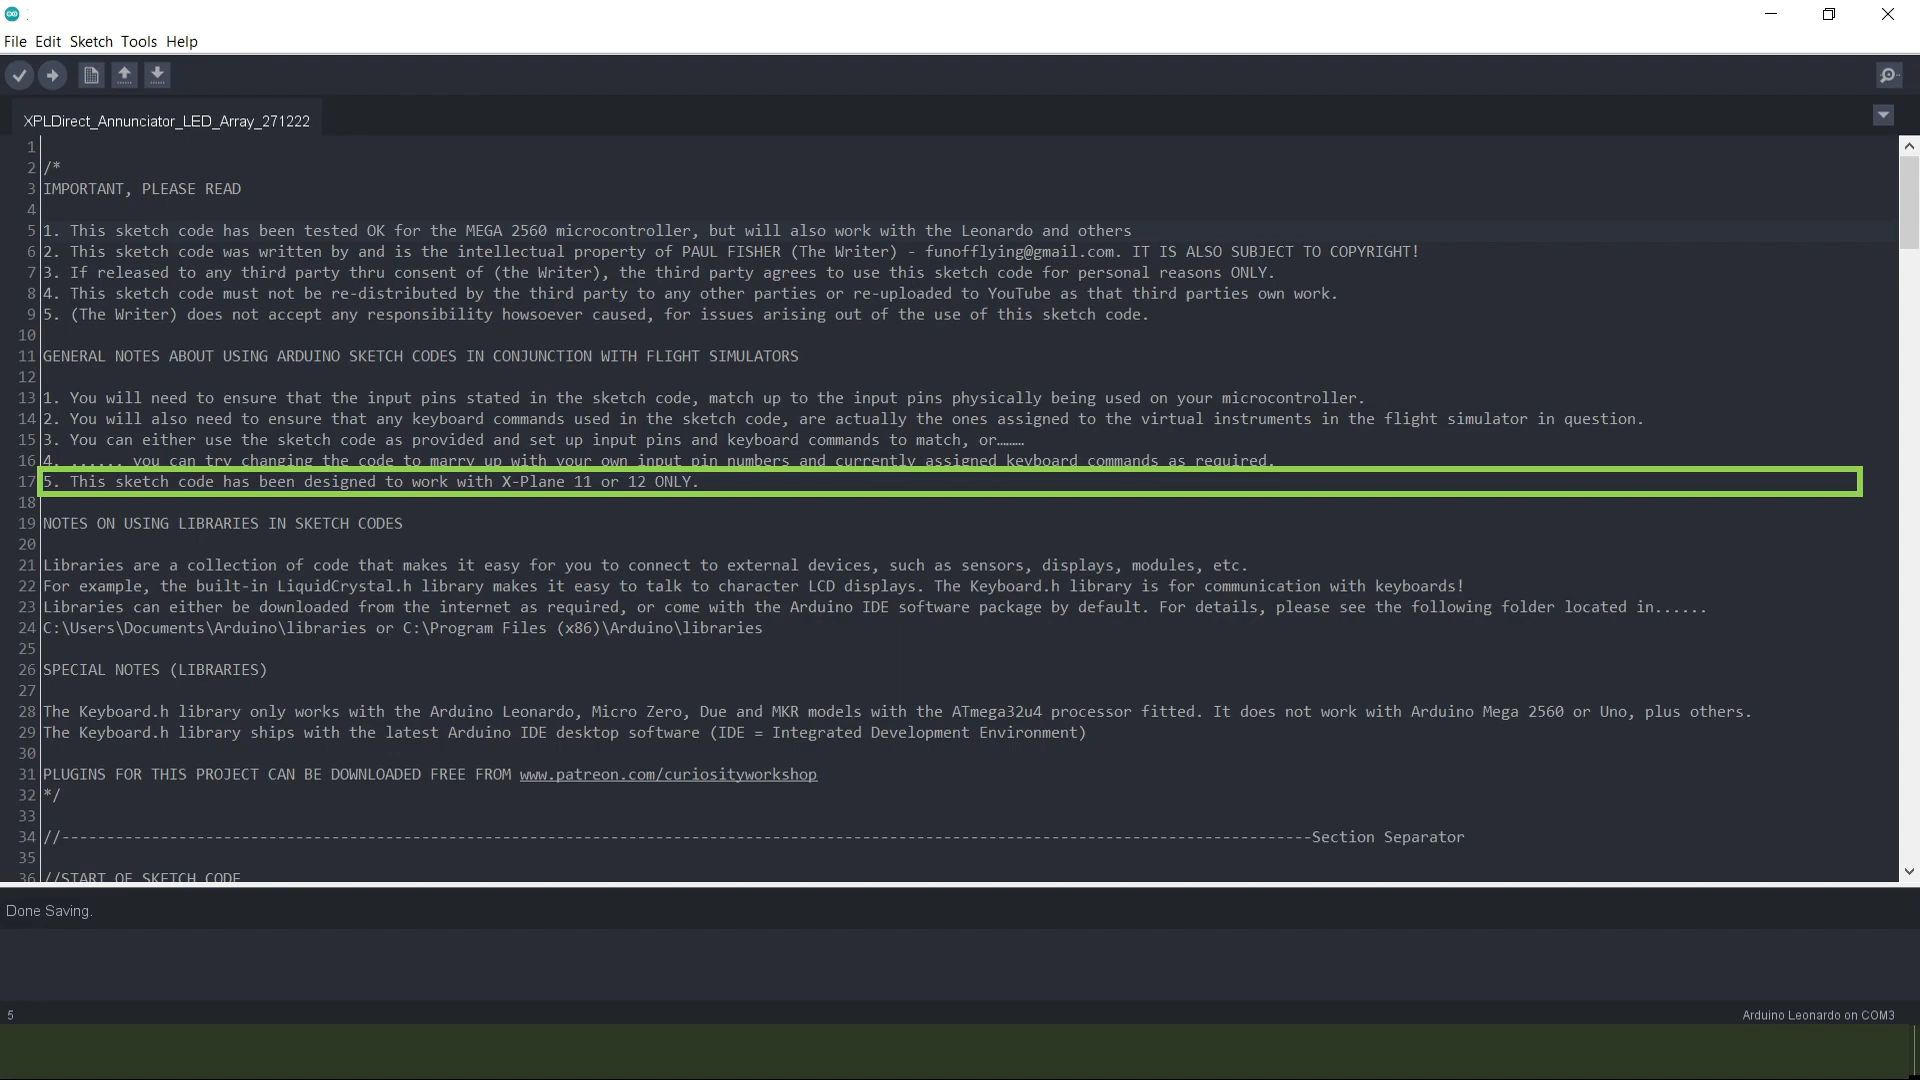 File Edit Sketch Tools Help
XPLDirect_Annunciator_LED_Array_271222
1
2 /*
3 IMPORTANT, PLEASE READ
4
5 1. This sketch code has been tested OK for the MEGA 2560 microcontroller, but will also work with the Leonardo and others
6 2. This sketch code was written by and is the intellectual property of PAUL FISHER (The Writer) - funofflying@gmail.com. IT IS ALSO SUBJECT TO COPYRIGHT!
7 3. If released to any third party thru consent of (the Writer), the third party agrees to use this sketch code for personal reasons ONLY.
8 4. This sketch code must not be re-distributed by the third party to any other parties or re-uploaded to YouTube as that third parties own work.
9 5. (The Writer) does not accept any responsibility howsoever caused, for issues arising out of the use of this sketch code.
10
11 GENERAL NOTES ABOUT USING ARDUINO SKETCH CODES IN CONJUNCTION WITH FLIGHT SIMULATORS
12
13 1. You will need to ensure that the input pins stated in the sketch code, match up to the input pins physically being used on your microcontroller.
14 2. You will also need to ensure that any keyboard commands used in the sketch code, are actually the ones assigned to the virtual instruments in the flight simulator in question.
15 3. You can either use the sketch code as provided and set up input pins and keyboard commands to match, or………
16 4. ...... you can try changing the code to marry up with your own input pin numbers and currently assigned keyboard commands as required.
17 5. This sketch code has been designed to work with X-Plane 11 or 12 ONLY.
18
19 NOTES ON USING LIBRARIES IN SKETCH CODES
20
21 Libraries are a collection of code that makes it easy for you to connect to external devices, such as sensors, displays, modules, etc.
22 For example, the built-in LiquidCrystal.h library makes it easy to talk to character LCD displays. The Keyboard.h library is for communication with keyboards!
23 Libraries can either be downloaded from the internet as required, or come with the Arduino IDE software package by default. For details, please see the following folder located in......
24 C:\Users\Documents\Arduino\libraries or C:\Program Files (x86)\Arduino\libraries
25
26 SPECIAL NOTES (LIBRARIES)
27
28 The Keyboard.h library only works with the Arduino Leonardo, Micro Zero, Due and MKR models with the ATmega32u4 processor fitted. It does not work with Arduino Mega 2560 or Uno, plus others.
29 The Keyboard.h library ships with the latest Arduino IDE desktop software (IDE = Integrated Development Environment)
30
31 PLUGINS FOR THIS PROJECT CAN BE DOWNLOADED FREE FROM www.patreon.com/curiosityworkshop
32 */
33
34 //-------------------------------------------------------------------------------------------------------------------------------------------Section Separator
35
36 //START OF SKETCH CODE
Done Saving.
5
Arduino Leonardo on COM3